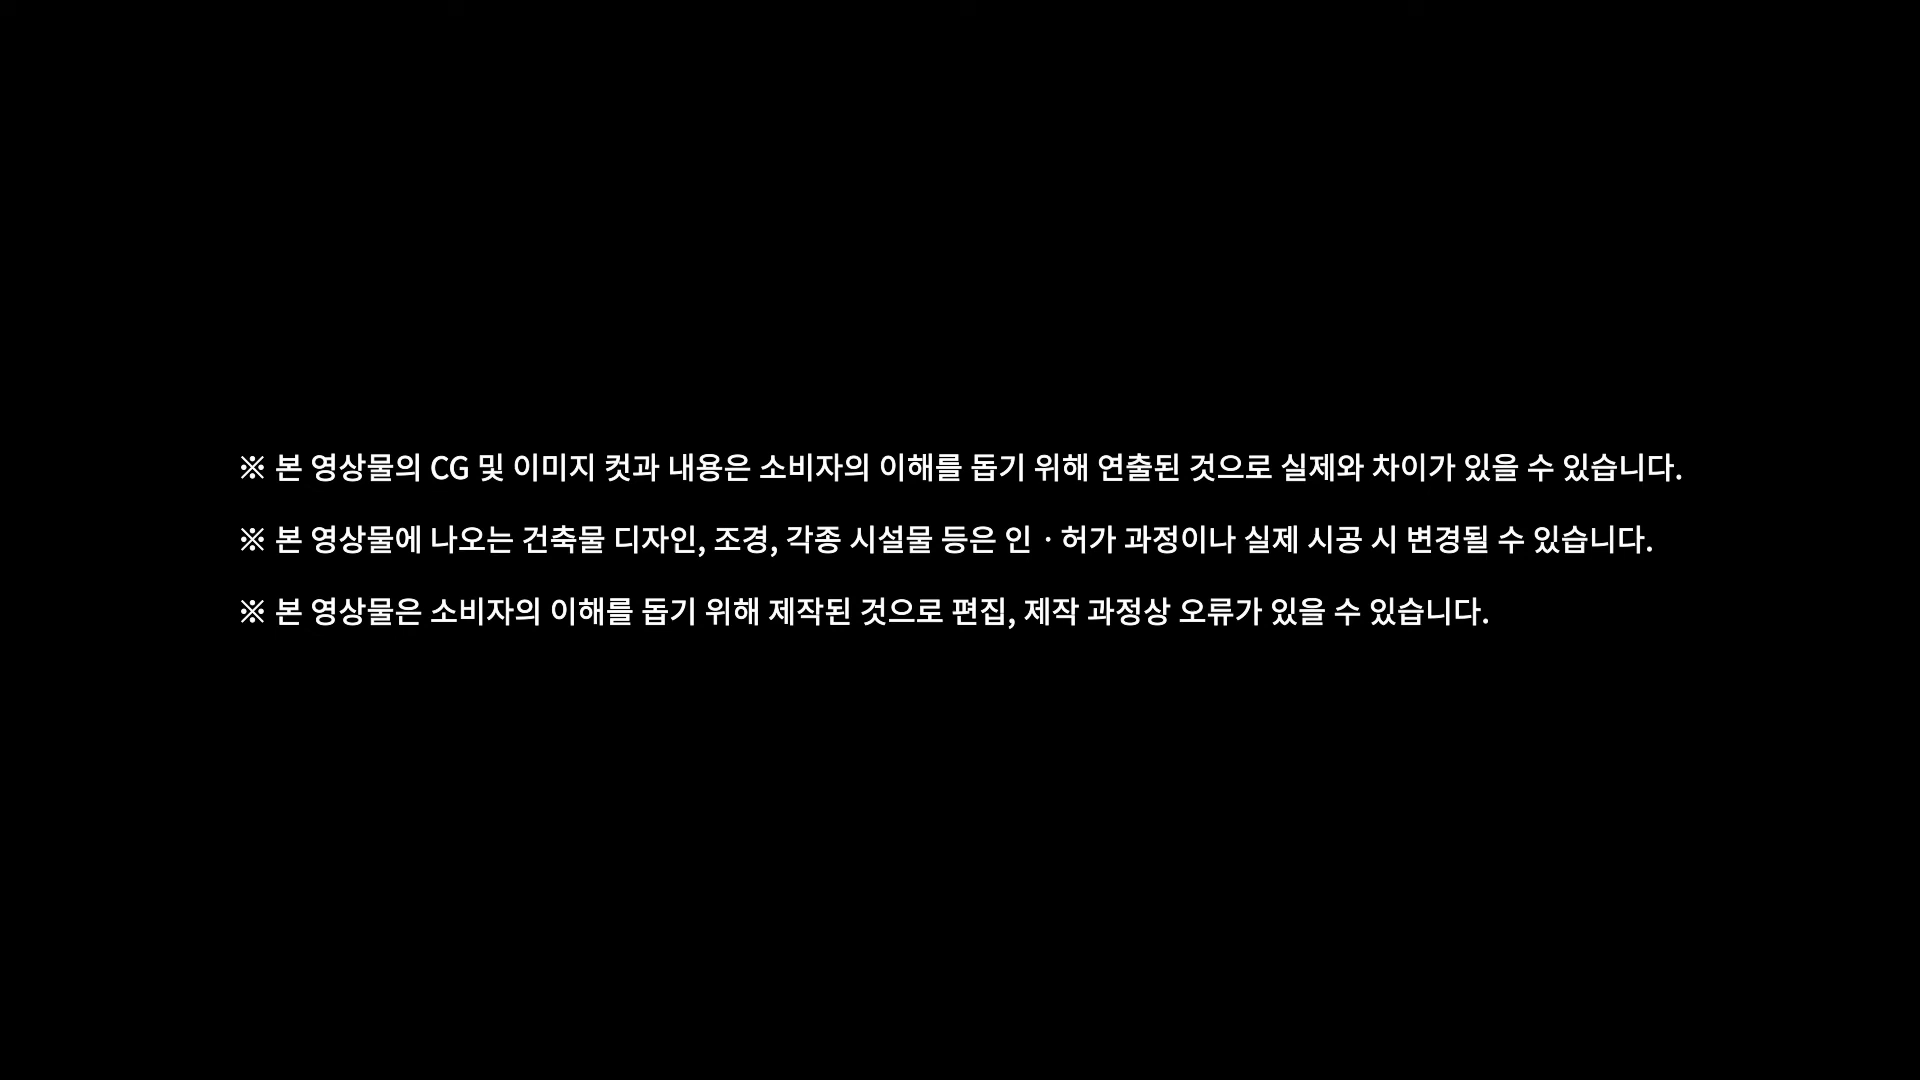 ※ 본 영상물의 CG 및 이미지 컷과 내용은 소비자의 이해를 돕기 위해 연출된 것으로 실제와 차이가 있을 수 있습니다.
※ 본 영상물에 나오는 건축물 디자인, 조경, 각종 시설물 등은 인 · 허가 과정이나 실제 시공 시 변경될 수 있습니다.
※ 본 영상물은 소비자의 이해를 돕기 위해 제작된 것으로 편집, 제작 과정상 오류가 있을 수 있습니다.